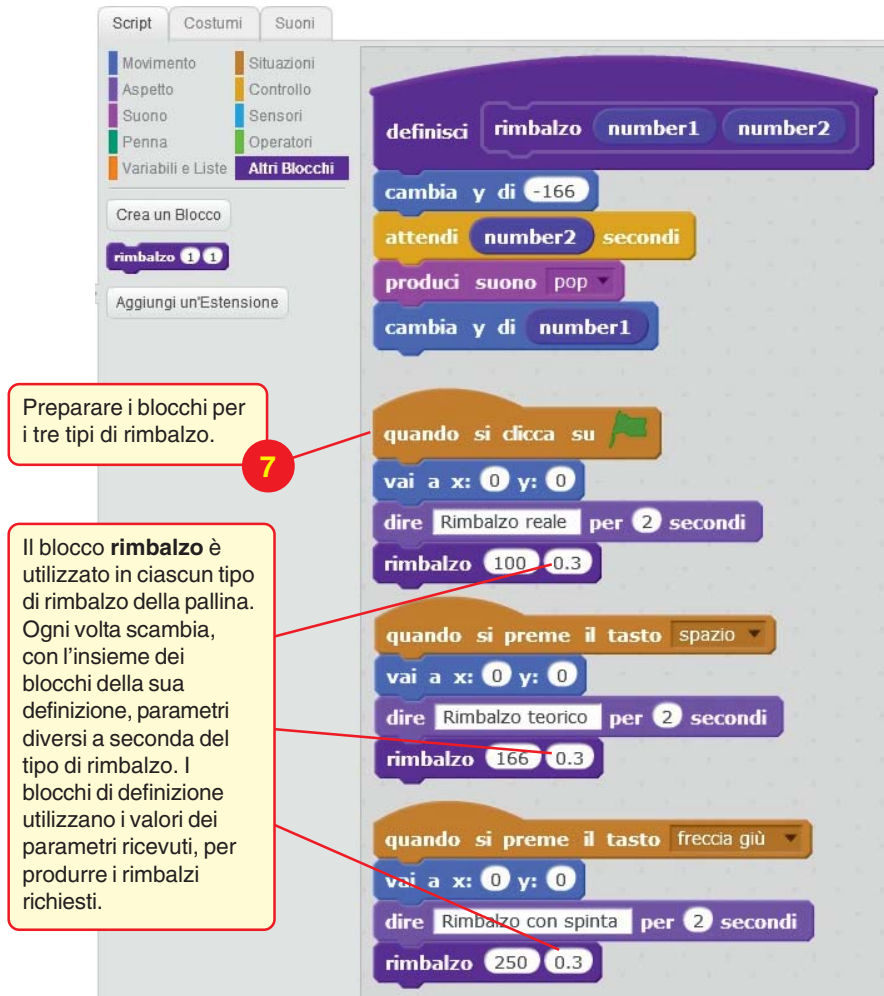 Script Costumi Suoni
Movimento Situazioni
Aspetto Controllo
Suono Sensori
Penna Operatori
Variabili e Liste Altri Blocchi
Crea un Blocco
rimbalzo 1 1
Aggiungi un'Estensione
definisci rimbalzo number1 number2
cambia y di -166
attendi number2 secondi
produci suono pop
cambia y di number1
Preparare i blocchi per
i tre tipi di rimbalzo.
7
quando si clicca su
vai a x: 0 y: 0
dire Rimbalzo reale per 2 secondi
rimbalzo 100 0.3
Il blocco rimbalzo è
utilizzato in ciascun tipo
di rimbalzo della pallina.
Ogni volta scambia,
con l'insieme dei
blocchi della sua
definizione, parametri
diversi a seconda del
tipo di rimbalzo. I
blocchi di definizione
utilizzano i valori dei
parametri ricevuti, per
produrre i rimbalzi
richiesti.
quando si preme il tasto spazio
vai a x: 0 y: 0
dire Rimbalzo teorico per 2 secondi
rimbalzo 166 0.3
quando si preme il tasto freccia giù
vai a x: 0 y: 0
dire Rimbalzo con spinta per 2 secondi
rimbalzo 250 0.3